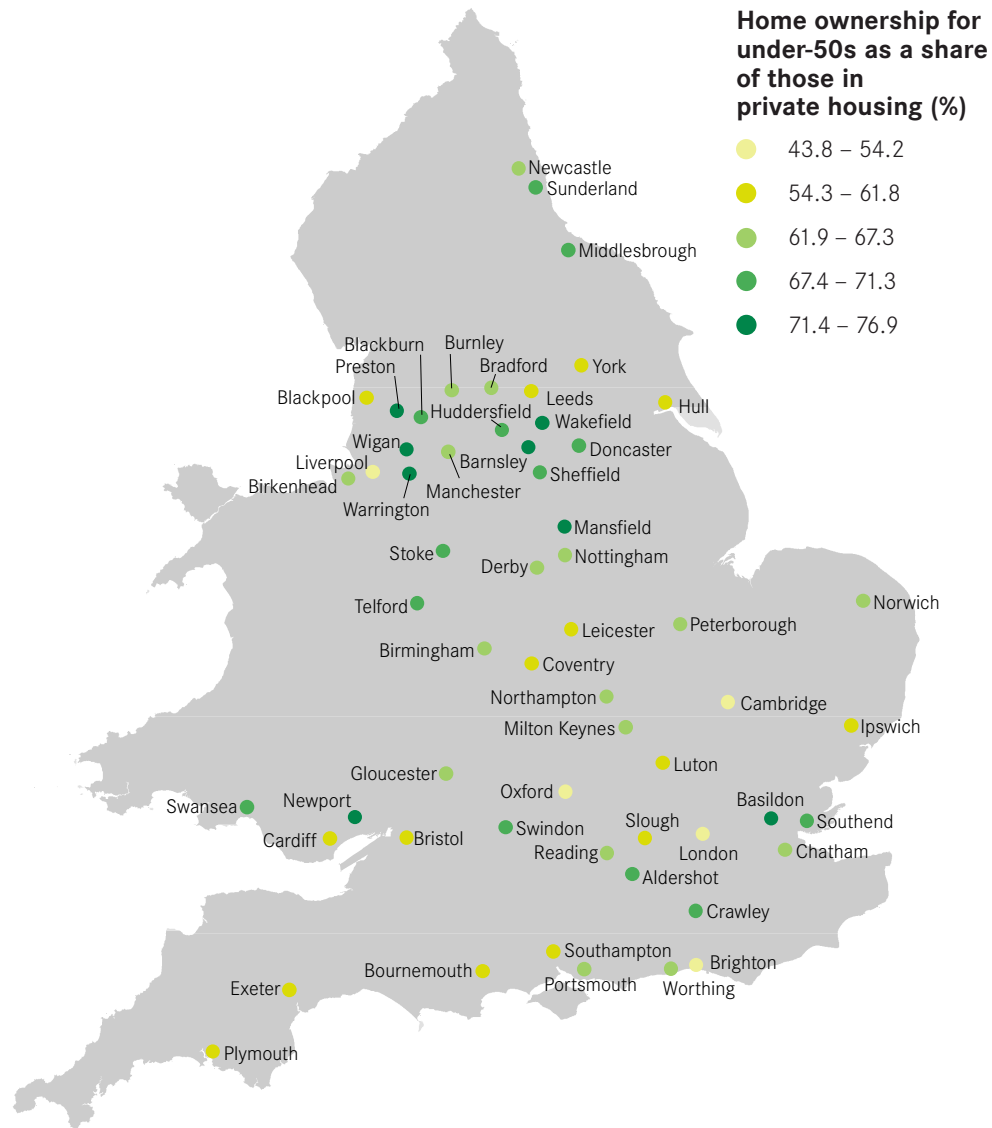 Home ownership for
under-50s as a share
of those in
private housing (%)
43.8 – 54.2
54.3 – 61.8
61.9 – 67.3
67.4 – 71.3
71.4 – 76.9
Newcastle
Sunderland
Middlesbrough
Blackburn
Burnley
Preston
Bradford
York
Blackpool
Leeds
Hull
Huddersfield
Wakefield
Wigan
Doncaster
Liverpool
Barnsley
Sheffield
Birkenhead
Manchester
Warrington
Mansfield
Stoke
Nottingham
Derby
Telford
Norwich
Leicester
Peterborough
Birmingham
Coventry
Northampton
Cambridge
Milton Keynes
Ipswich
Luton
Gloucester
Oxford
Swansea
Newport
Basildon
Swindon
Slough
Southend
Cardiff
Bristol
Reading
London
Chatham
Aldershot
Crawley
Southampton
Bournemouth
Brighton
Portsmouth
Worthing
Exeter
Plymouth